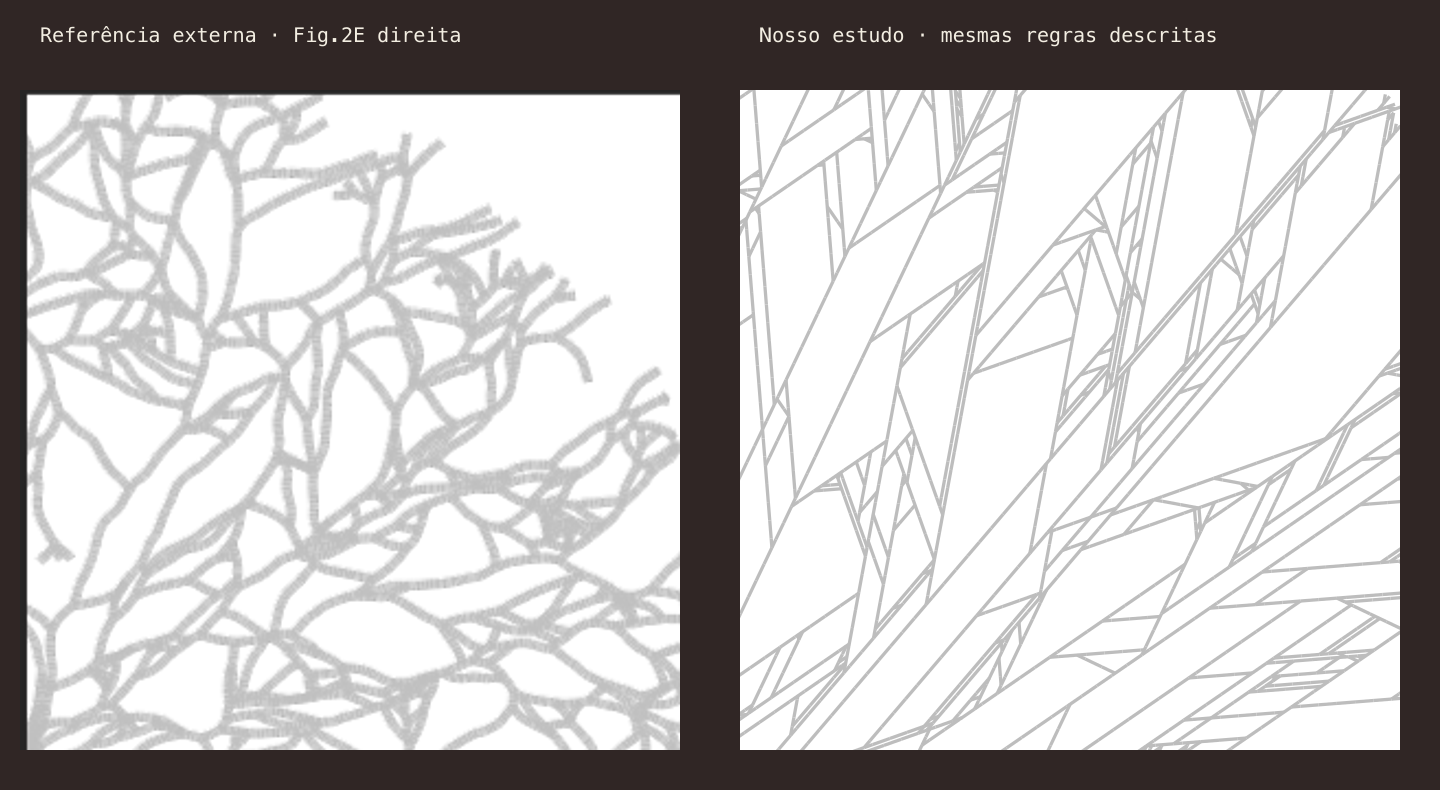 Referência externa · Fig.2E direita
Nosso estudo · mesmas regras descritas